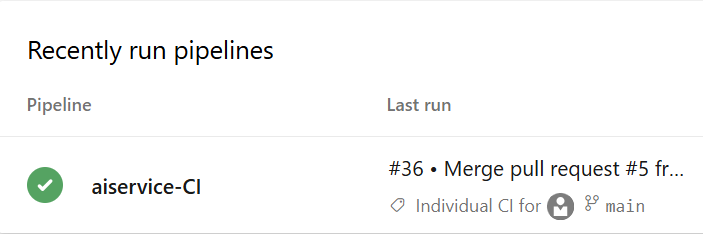 Recently run pipelines
Pipeline Last run
aiservice-CI
#36 • Merge pull request #5 fr...
Individual CI for main